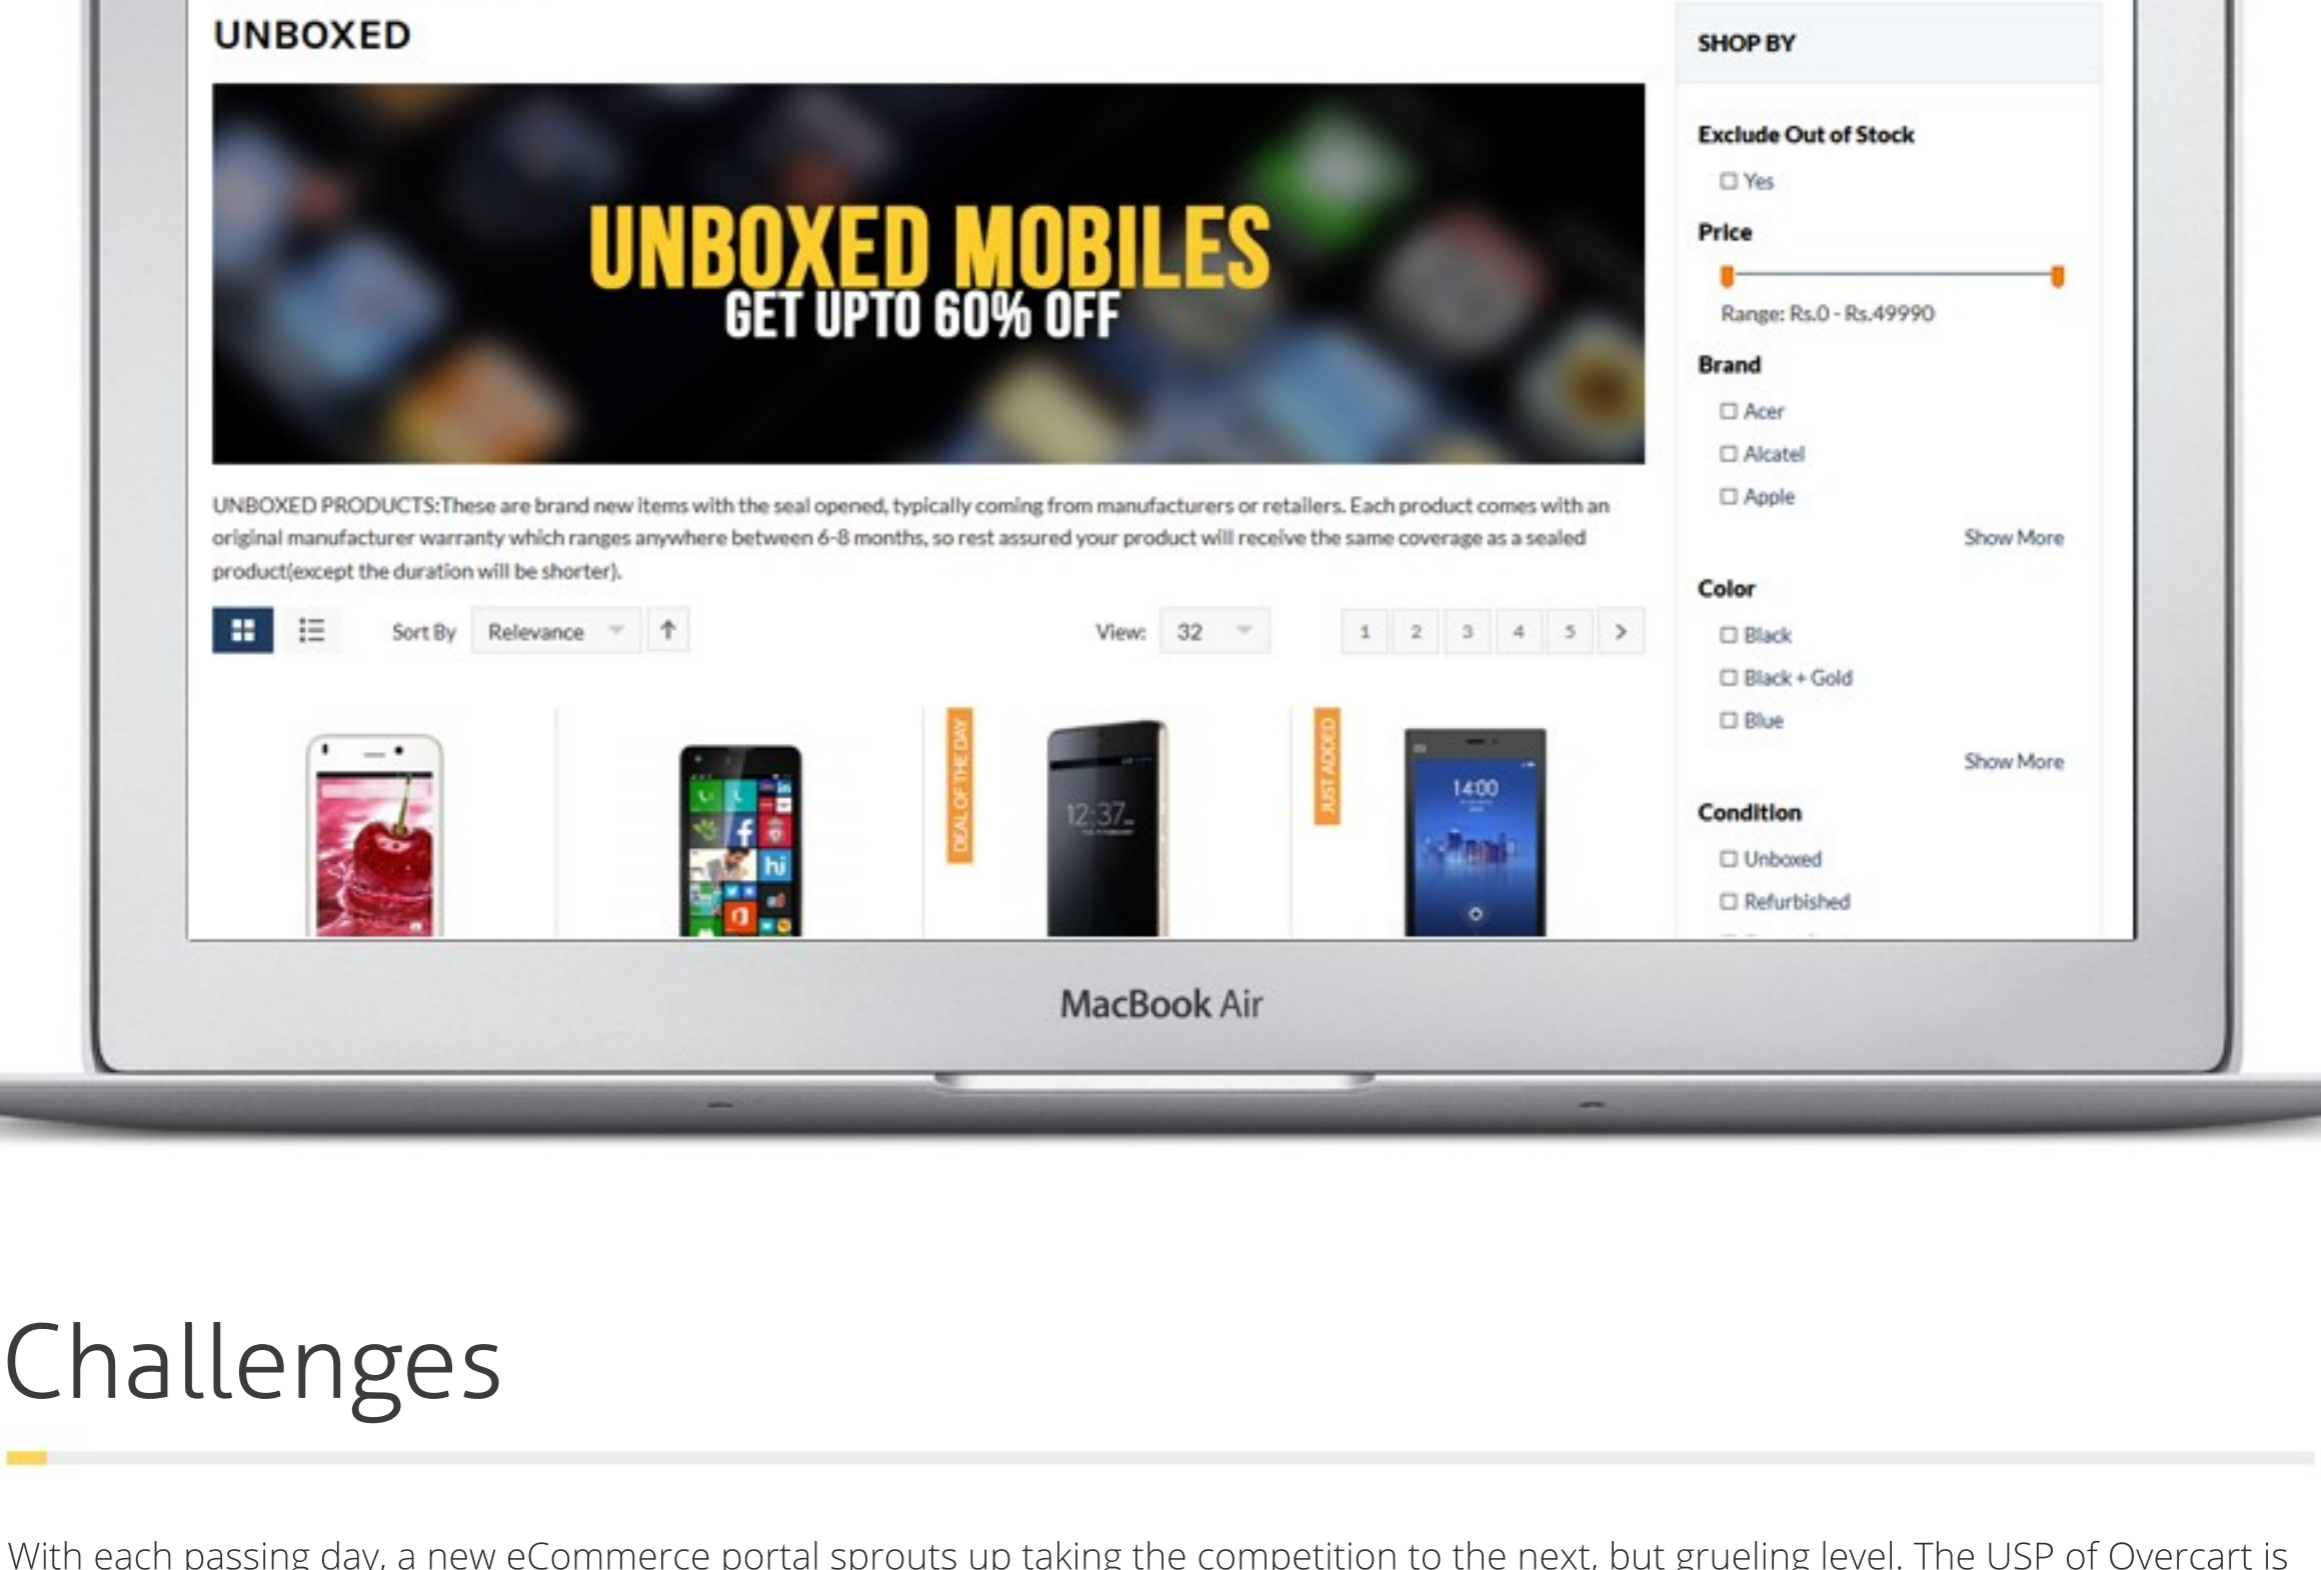 UNBOXED
UNBOXED MOBILES
GET UPTO 60% OFF
UNBOXED PRODUCTS:These are brand new items with the seal opened, typically coming from manufacturers or retailers. Each product comes with an
original manufacturer warranty which ranges anywhere between 6-8 months, so rest assured your product will receive the same coverage as a sealed
product(except the duration will be shorter).
Sort By Relevance View: 32 1 2 3 4 5
DEAL OF THE DAY
JUST ADDED
12:37
14:00
hi
SHOP BY
Exclude Out of Stock
Yes
Price
Range: Rs.0 - Rs.49990
Brand
Acer
Alcatel
Apple
Show More
Color
Black
Black + Gold
Blue
Show More
Condition
Unboxed
Refurbished
MacBook Air
Challenges
With each passing day, a new eCommerce portal sprouts up taking the competition to the next, but grueling level. The USP of Overcart is